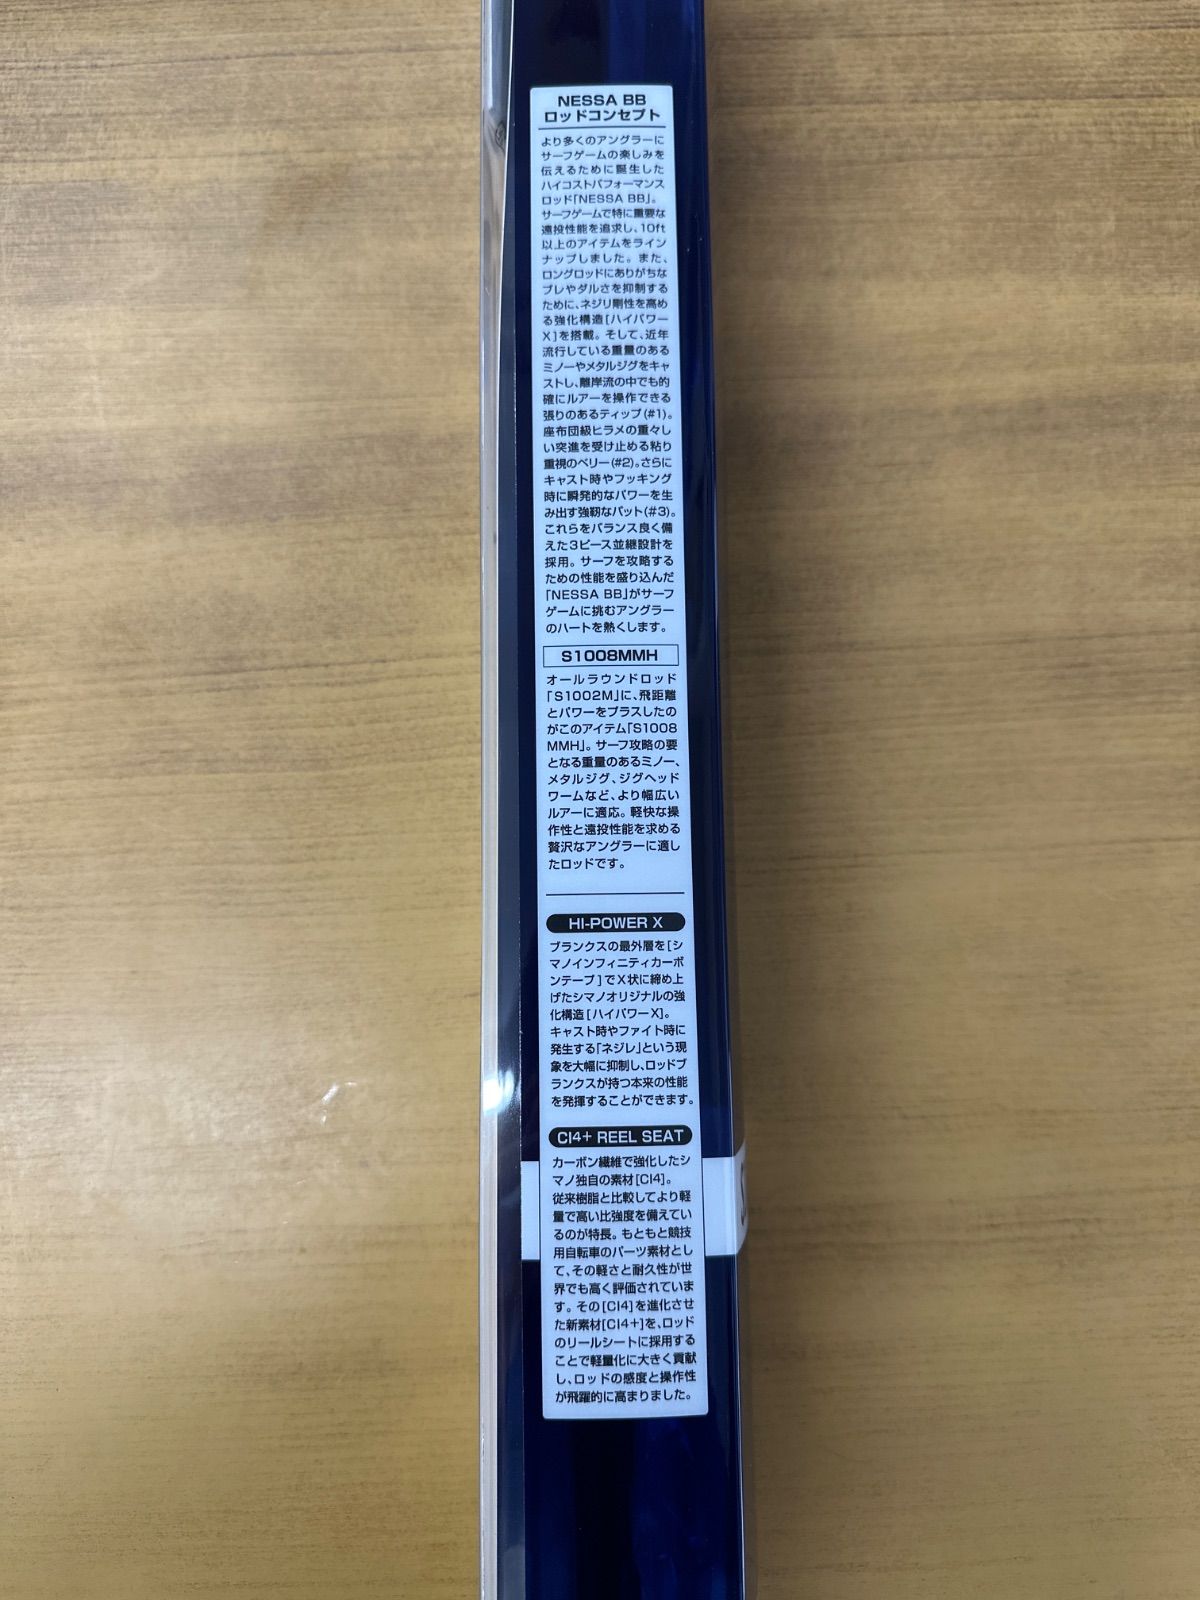 NESSA BB
ロッドコンセプト
より多くのアングラーに
サーフゲームの楽しみを
伝えるために誕生した
ハイコストパフォーマンス
ロッド「NESSA BB」。
サーフゲームで特に重要な
遠投性能を追求し、10ft
以上のアイテムをライン
ナップしました。また、
ロングロッドにありがちな
ブレやダルさを抑制する
ために、ネジリ剛性を高め
る強化構造[ハイパワー
X]を搭載。そして、近年
流行している重量のある
ミノーやメタルジグをキャ
ストし、離岸流の中でも的
確にルアーを操作できる
張りのあるティップ(#1)。
座布団級ヒラメの重々し
い突進を受け止める粘り
重視のベリー(#2)。さらに
キャスト時やフッキング
時に瞬発的なパワーを生
み出す強靭なバット(#3)。
これらをバランス良く備
えた3ピース並継設計を
採用。サーフを攻略する
ための性能を盛り込んだ
「NESSA BB」がサーフ
ゲームに挑むアングラー
のハートを熱くします。
S1008MMH
オールラウンドロッド
「S1002M」に、飛距離
とパワーをプラスしたの
がこのアイテム「S1008
MMH」。サーフ攻略の要
となる重量のあるミノー、
メタルジグ、ジグヘッド
ワームなど、より幅広い
ルアーに適応。軽快な操
作性と遠投性能を求める
贅沢なアングラーに適し
たロッドです。
HI-POWER X
ブランクスの最外層を[シ
マノインフィニティカーボ
ンテープ]でX状に締め上
げたシマノオリジナルの強
化構造[ハイパワーX]。
キャスト時やファイト時に
発生する「ネジレ」という現
象を大幅に抑制し、ロッドブ
ランクスが持つ本来の性能
を発揮することができます。
CI4+ REEL SEAT
カーボン繊維で強化したシ
マノ独自の素材[CI4]。
従来樹脂と比較してより軽
量で高い比強度を備えてい
るのが特長。もともと競技
用自転車のパーツ素材とし
て、その軽さと耐久性が世
界でも高く評価されていま
す。その[CI4]を進化させ
た新素材[CI4+]を、ロッド
のリールシートに採用する
ことで軽量化に大きく貢献
し、ロッドの感度と操作性
が飛躍的に高まりました。